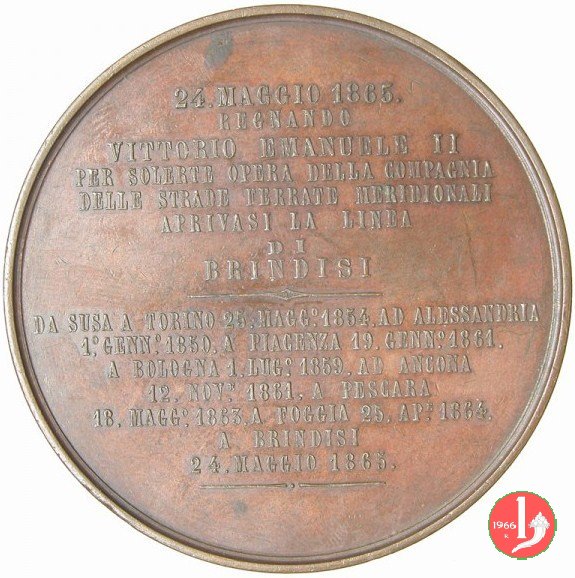 24. MAGGIO 1865.
REGNANDO
VITTORIO EMANUELE II
PER SOLERTE OPERA DELLA COMPAGNIA
DELLE STRADE FERRATE MERIDIONALI
APRIVASI LA LINEA
DI
BRINDISI
DA SUSA A TORINO 25. MAGG.º 1854. AD ALESSANDRIA
1.º GENN.º 1850. A PIACENZA 19. GENN.º 1861.
A BOLOGNA 1. LUG.º 1859. AD ANCONA
12. NOV.º 1861. A PESCARA
18. MAGG.º 1863. A FOGGIA 25. AP.º 1864.
A BRINDISI
24. MAGGIO 1865.
1966